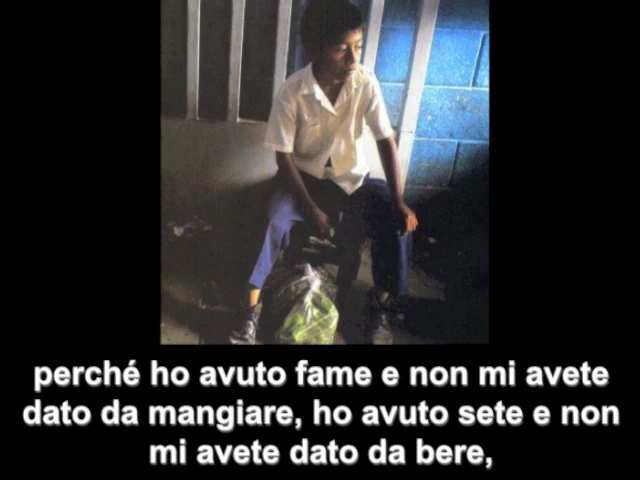 perché ho avuto fame e non mi avete
dato da mangiare, ho avuto sete e non
mi avete dato da bere,